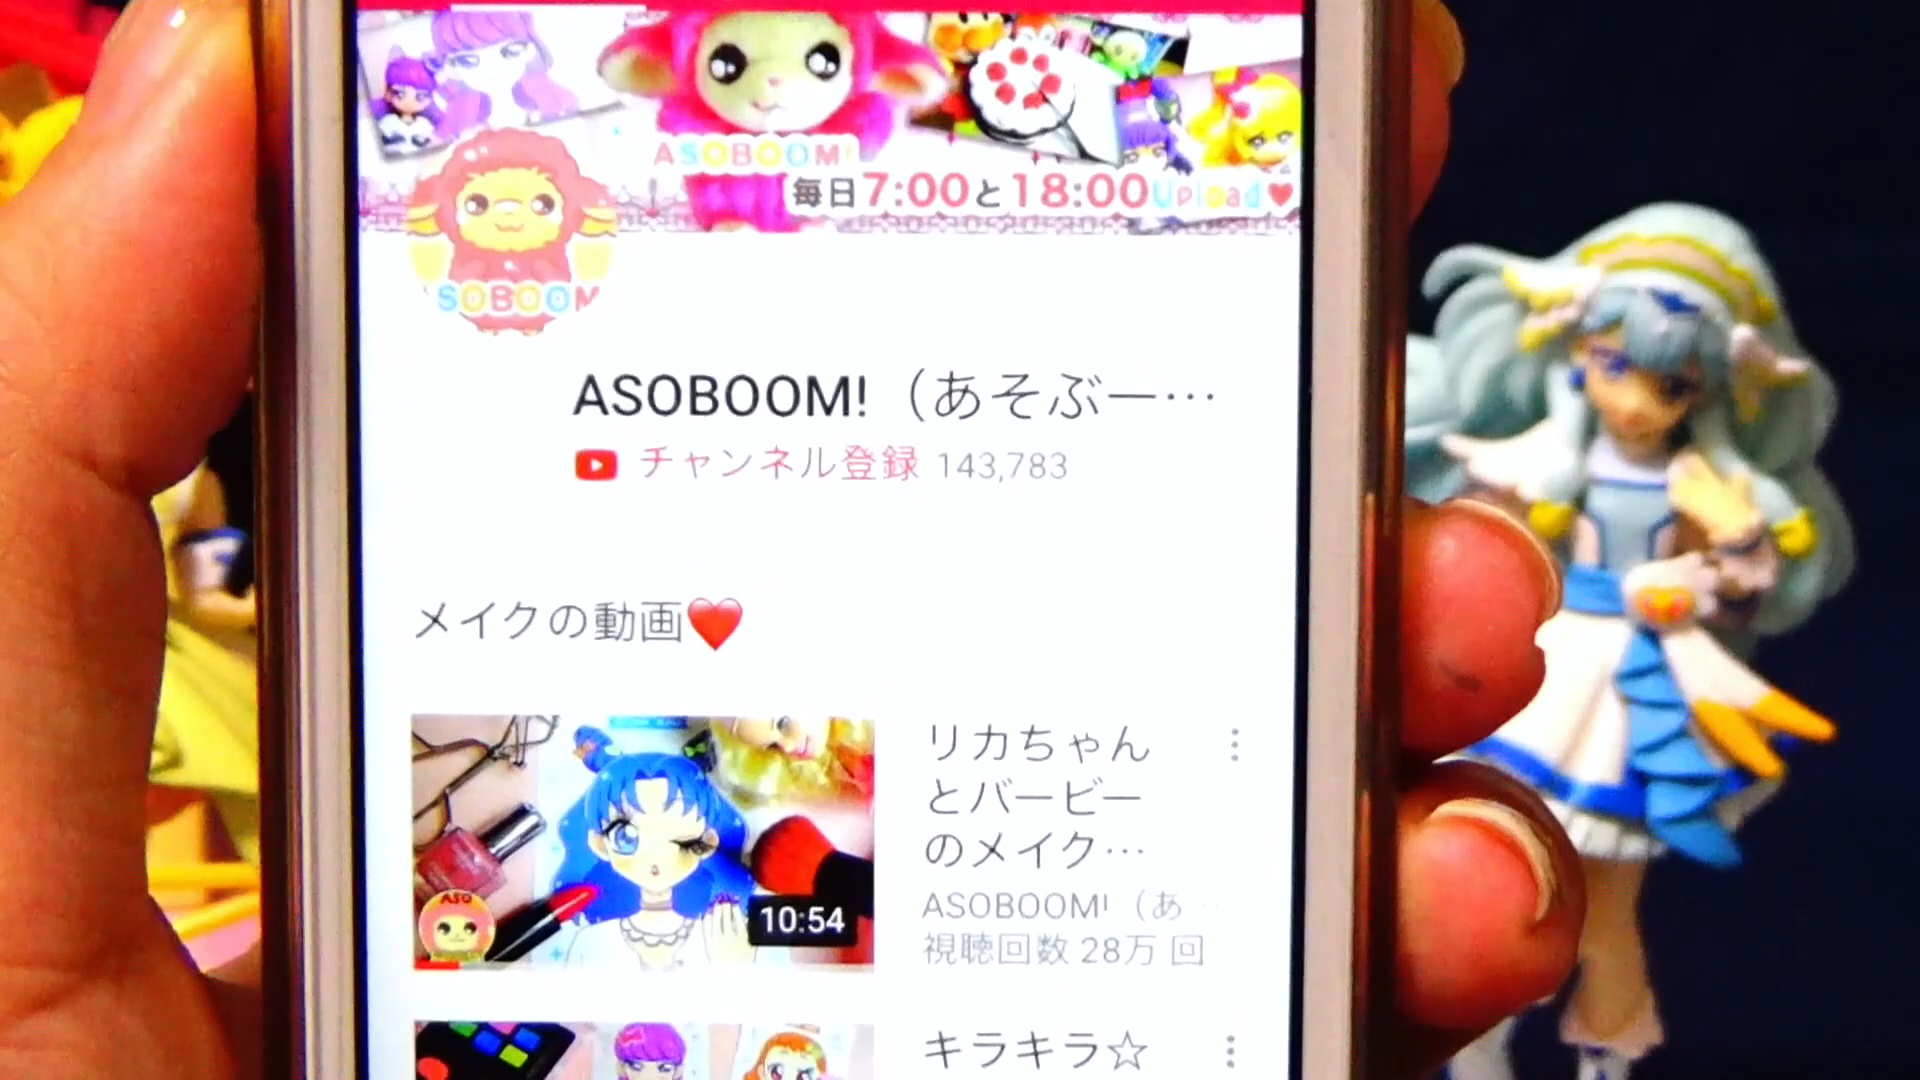 ASOBOOM!
毎日7:00と18:00Upload♥
SOBOOM
ASOBOOM!（あそぶー…
チャンネル登録 143,783
メイクの動画❤
リカちゃん
とバービー
のメイク…
ASOBOOM!（あ…
視聴回数 28万 回
ASO
10:54
キラキラ☆